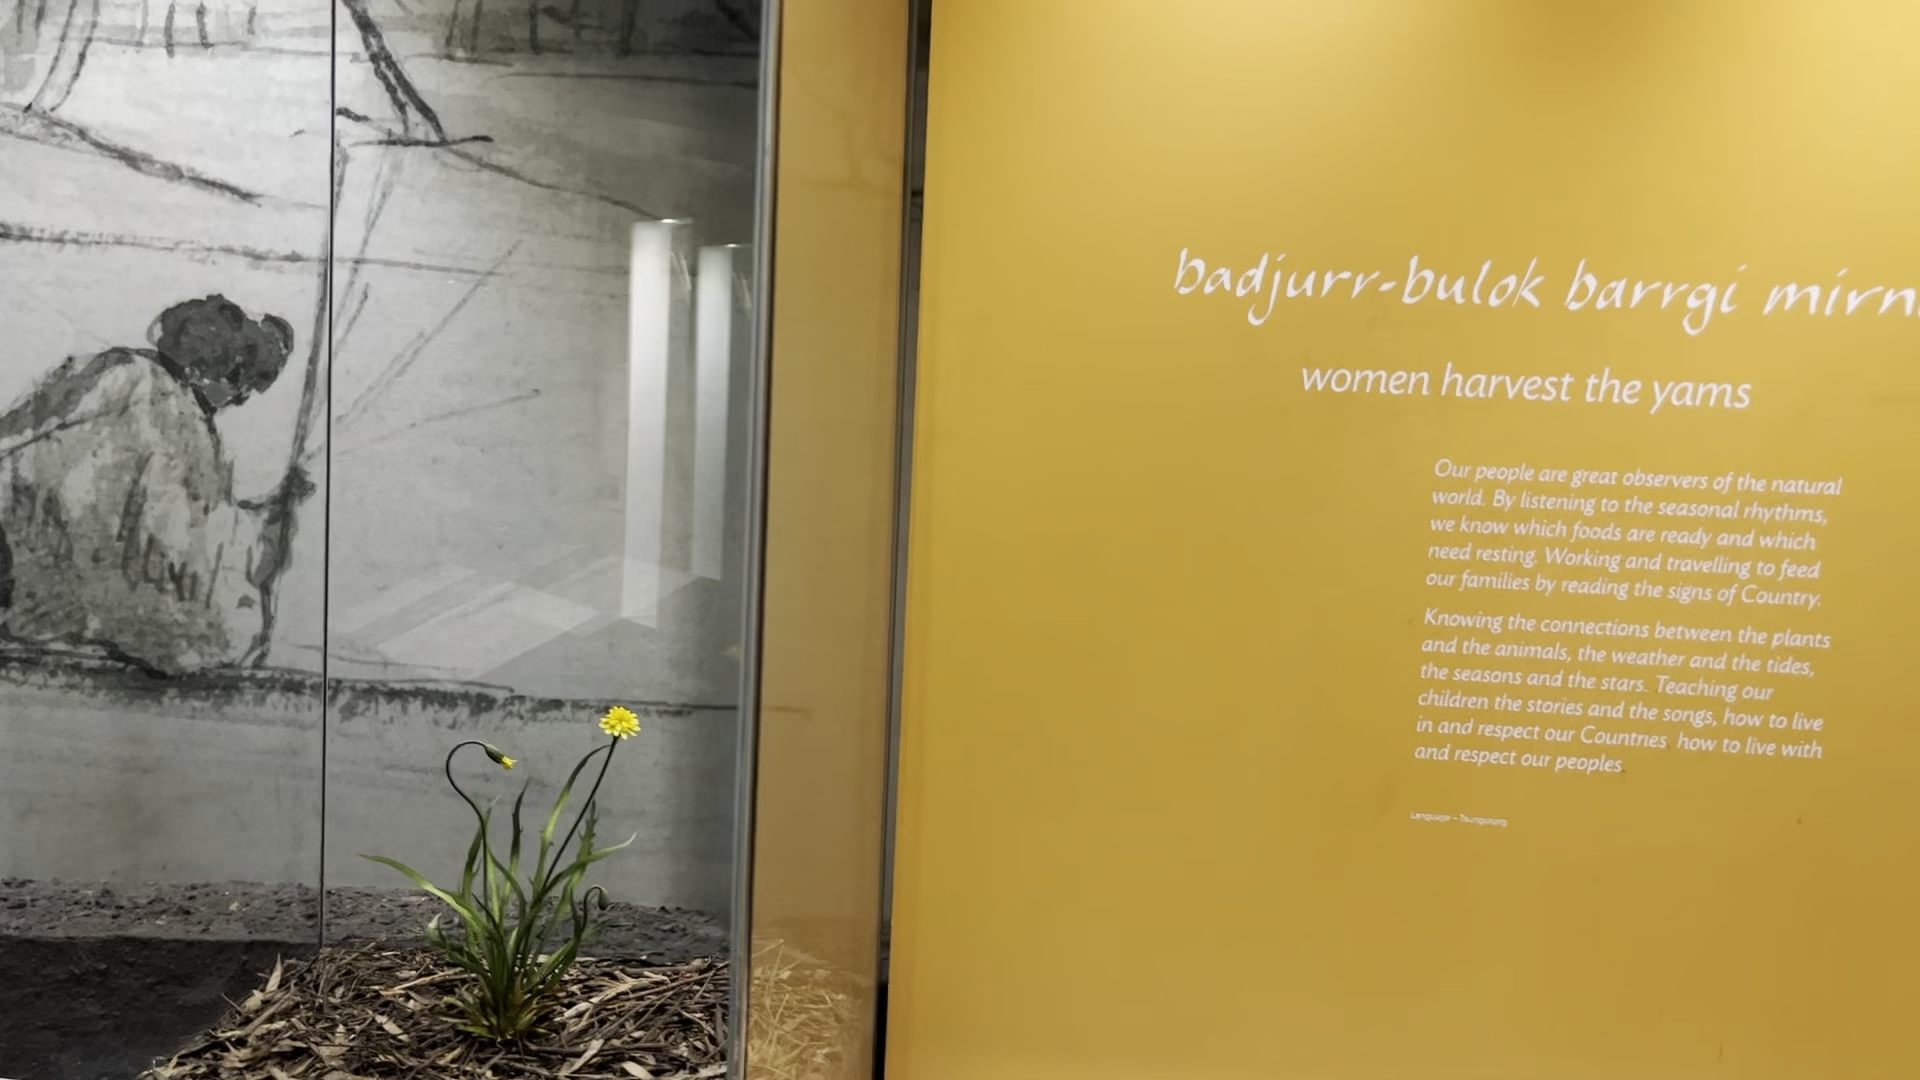 badjurr-bulok barrgi mirn
women harvest the yams
Our people are great observers of the natural
world. By listening to the seasonal rhythms,
we know which foods are ready and which
need resting. Working and travelling to feed
our families by reading the signs of Country.
Knowing the connections between the plants
and the animals, the weather and the tides,
the seasons and the stars. Teaching our
children the stories and the songs, how to live
in and respect our Countries, how to live with
and respect our peoples.
Language – Taungurung